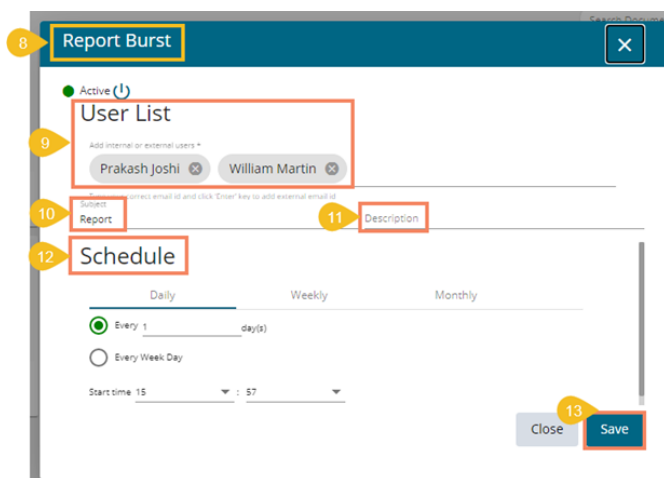 Search Docume
8
Report Burst
Active
User List
9
Add internal or external users *
Prakash Joshi
William Martin
correct email id and click 'Enter' key to add external email id
10
Subject
Report
11
Description
12
Schedule
Daily
Weekly
Monthly
Every 1 day(s)
Every Week Day
Start time 15 : 57
13
Close
Save